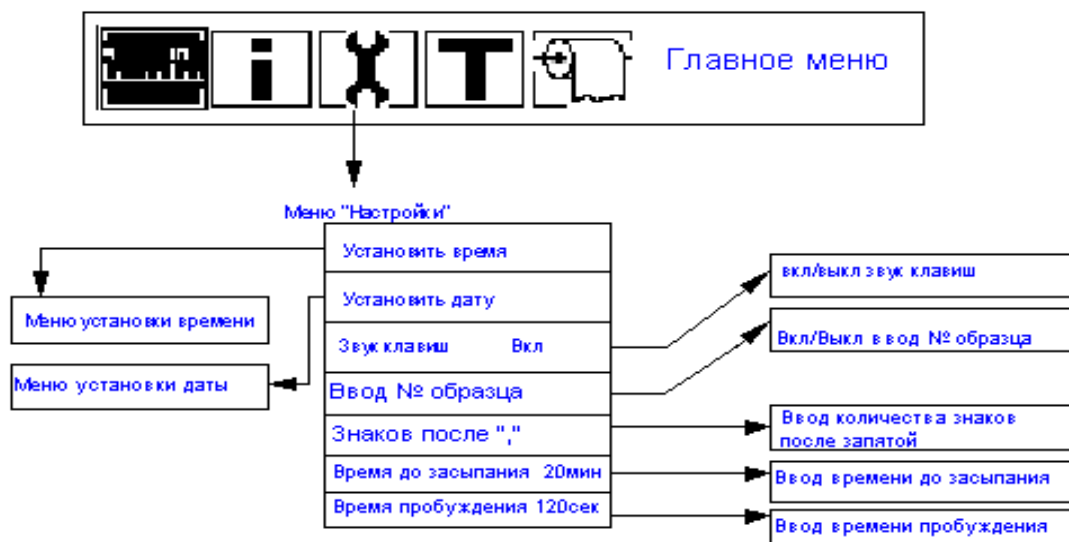 in
i
T
Главное меню
Меню "Настройки"
Установить время
Установить дату
Звук клавиш Вкл
Ввод № образца
Знаков после ","
Время до засыпания 20мин
Время пробуждения 120сек
Меню установки времени
Меню установки даты
вкл/выкл звук клавиш
Вкл/Выкл ввод № образца
Ввод количества знаков
после запятой
Ввод времени до засыпания
Ввод времени пробуждения